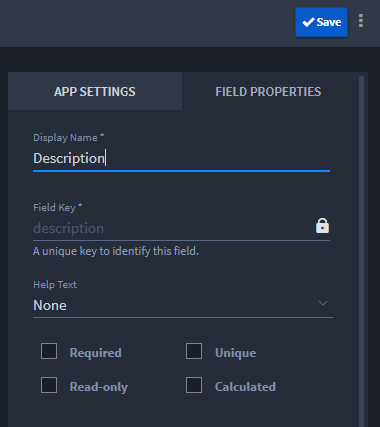 Save
APP SETTINGS FIELD PROPERTIES
Display Name *
Description
Field Key *
description
A unique key to identify this field.
Help Text
None
Required Unique
Read-only Calculated